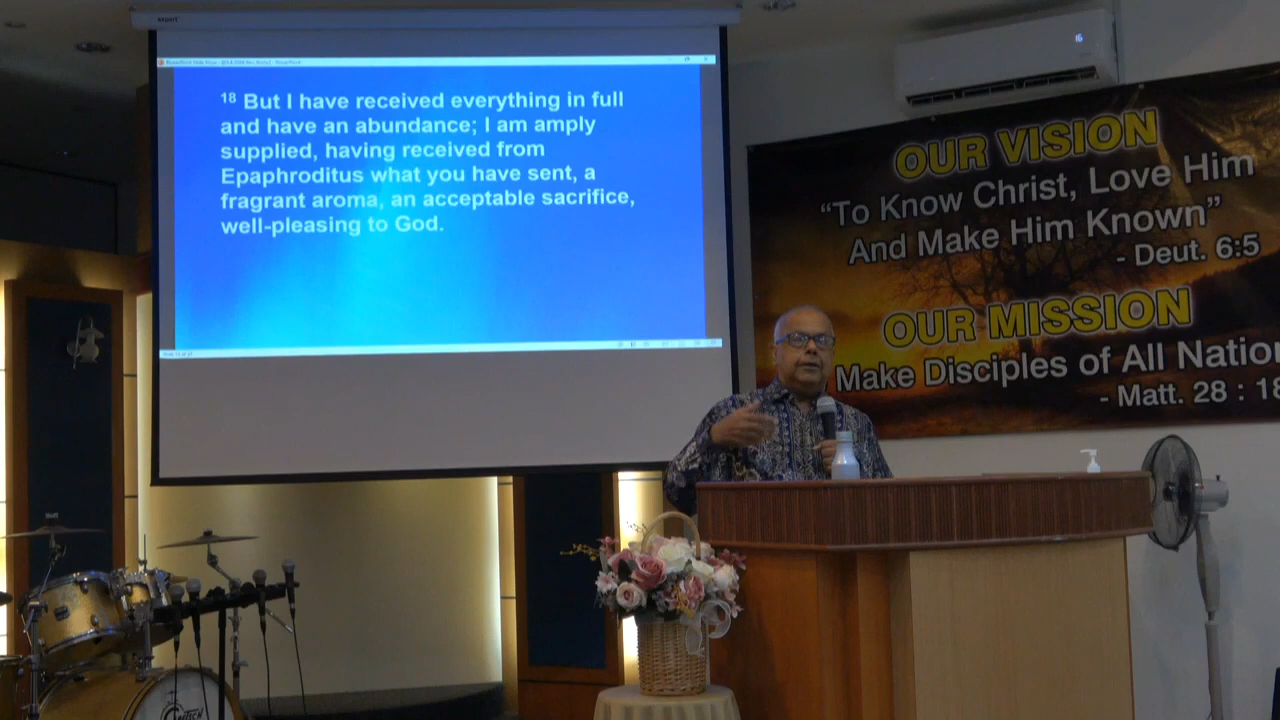 18 But I have received everything in full
and have an abundance; I am amply
supplied, having received from
Epaphroditus what you have sent, a
fragrant aroma, an acceptable sacrifice,
well-pleasing to God.
OUR VISION
“To Know Christ, Love Him
And Make Him Known”
- Deut. 6:5
OUR MISSION
Make Disciples of All Natio
- Matt. 28 : 18
16